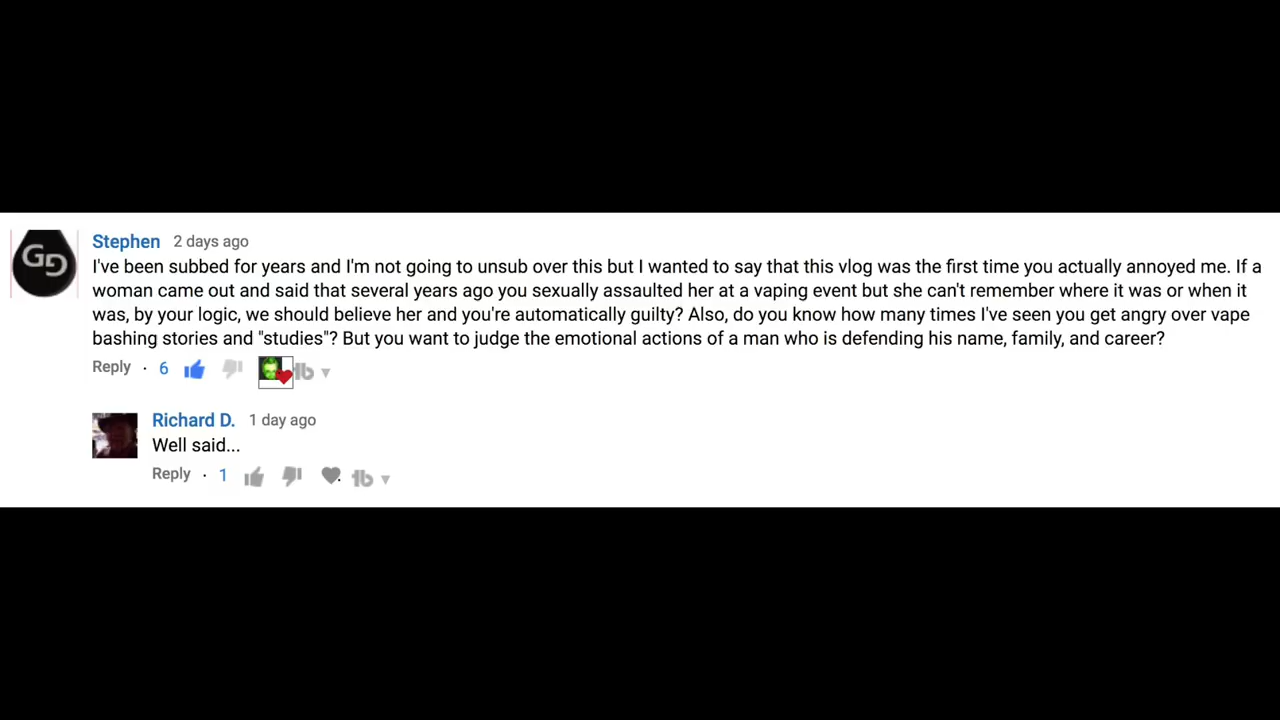 GD
Stephen 2 days ago
I've been subbed for years and I'm not going to unsub over this but I wanted to say that this vlog was the first time you actually annoyed me. If a
woman came out and said that several years ago you sexually assaulted her at a vaping event but she can't remember where it was or when it
was, by your logic, we should believe her and you're automatically guilty? Also, do you know how many times I've seen you get angry over vape
bashing stories and "studies"? But you want to judge the emotional actions of a man who is defending his name, family, and career?
Reply · 6 tb
Richard D. 1 day ago
Well said...
Reply · 1 tb